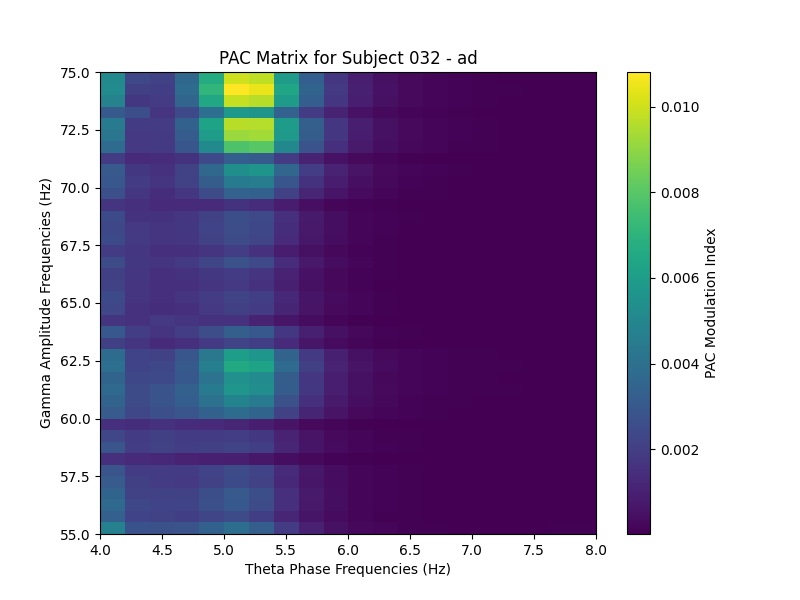 PAC Matrix for Subject 032 - ad
75.0
72.5
70.0
67.5
65.0
62.5
60.0
57.5
55.0
Gamma Amplitude Frequencies (Hz)
4.0 4.5 5.0 5.5 6.0 6.5 7.0 7.5 8.0
Theta Phase Frequencies (Hz)
0.010
0.008
0.006
0.004
0.002
PAC Modulation Index